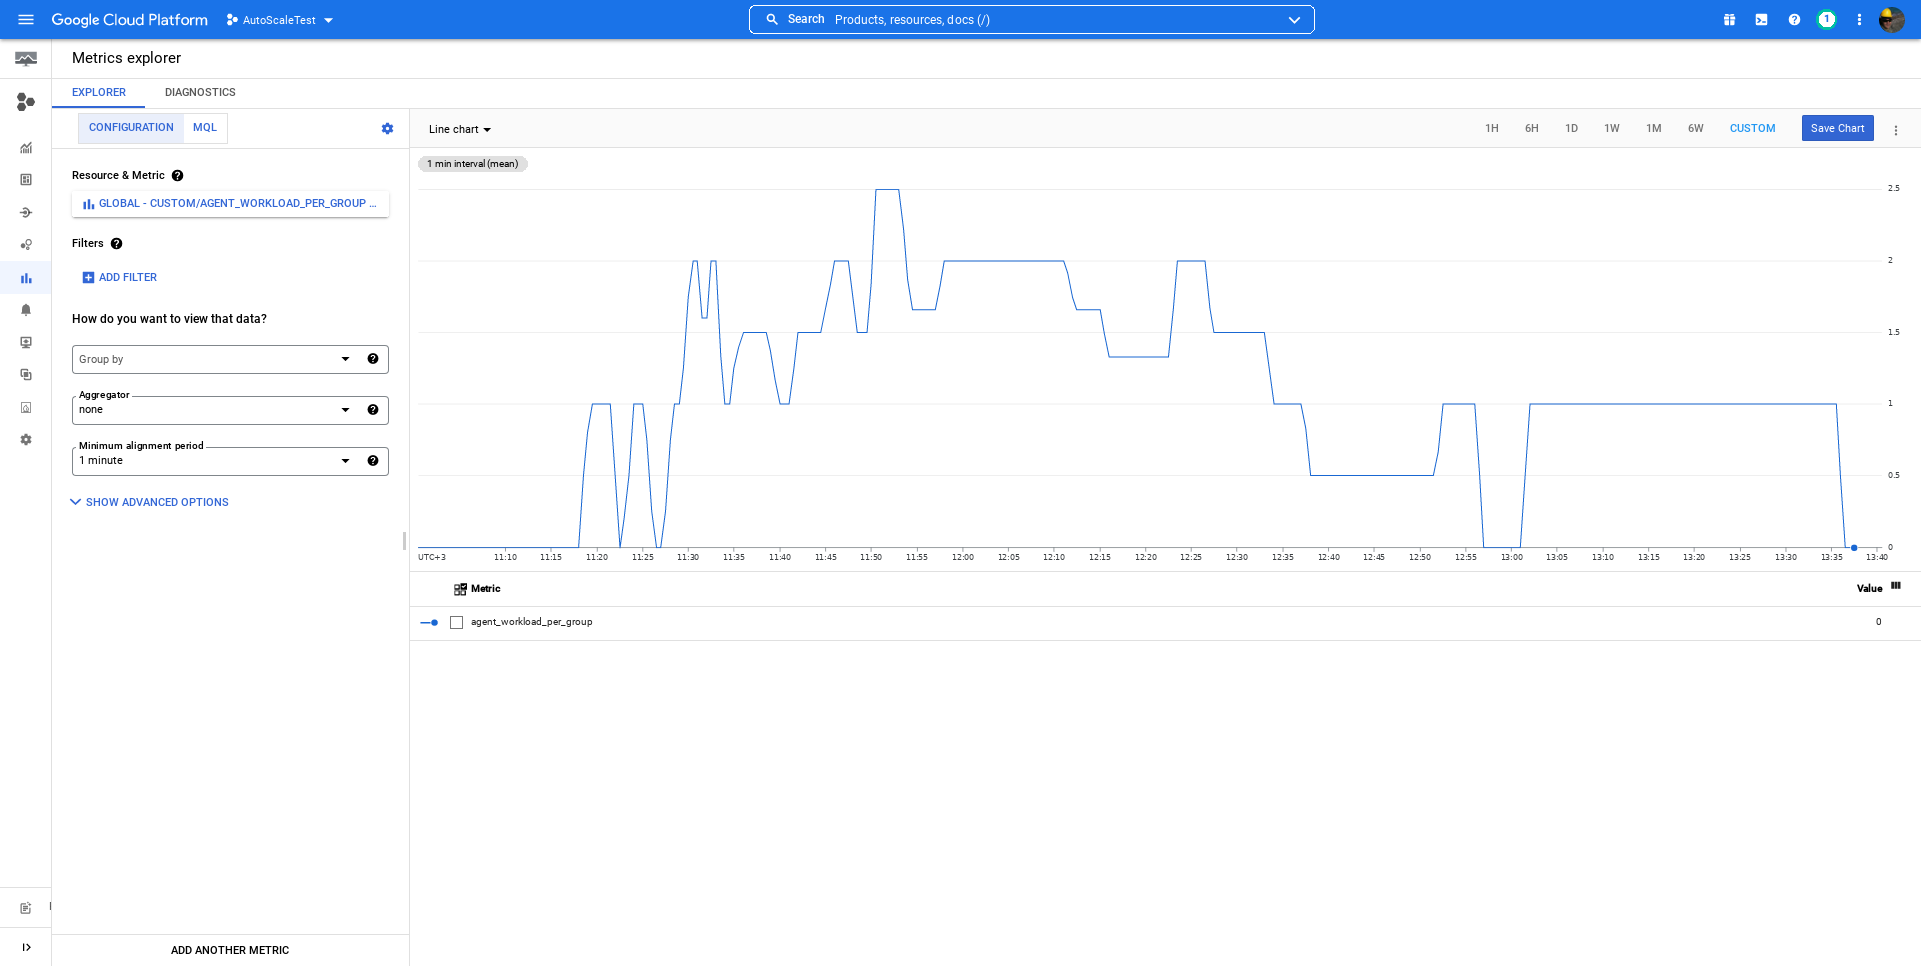 Google Cloud Platform AutoScaleTest Search Products, resources, docs (/) 1
Metrics explorer
EXPLORER DIAGNOSTICS
CONFIGURATION MQL
Line chart 1H 6H 1D 1W 1M 6W CUSTOM Save Chart
1 min interval (mean)
Resource & Metric
GLOBAL - CUSTOM/AGENT_WORKLOAD_PER_GROUP ...
Filters
ADD FILTER
How do you want to view that data?
Group by
Aggregator
none
Minimum alignment period
1 minute
SHOW ADVANCED OPTIONS
2.5
2
1.5
1
0.5
0
UTC+3 11:10 11:15 11:20 11:25 11:30 11:35 11:40 11:45 11:50 11:55 12:00 12:05 12:10 12:15 12:20 12:25 12:30 12:35 12:40 12:45 12:50 12:55 13:00 13:05 13:10 13:15 13:20 13:25 13:30 13:35 13:40
Metric Value
agent_workload_per_group 0
ADD ANOTHER METRIC